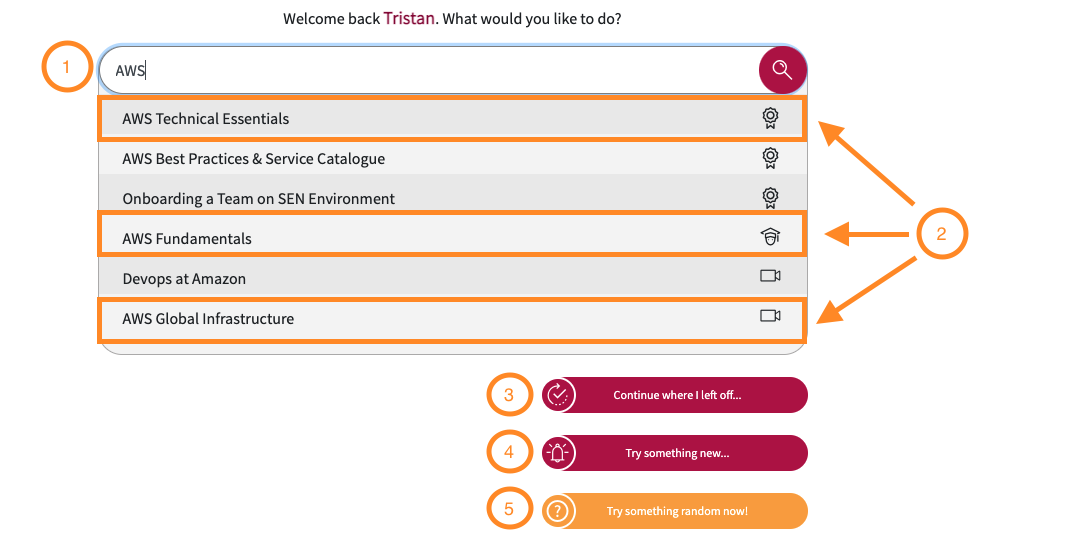 Welcome back Tristan. What would you like to do?
1
AWS
AWS Technical Essentials
AWS Best Practices & Service Catalogue
Onboarding a Team on SEN Environment
AWS Fundamentals
2
Devops at Amazon
AWS Global Infrastructure
3
Continue where I left off...
4
Try something new...
5
?
Try something random now!